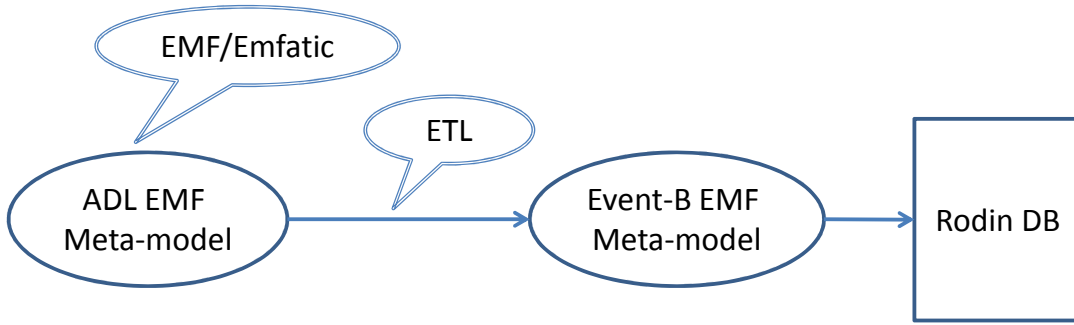 EMF/Emfatic
ETL
ADL EMF
Meta-model
Event-B EMF
Meta-model
Rodin DB